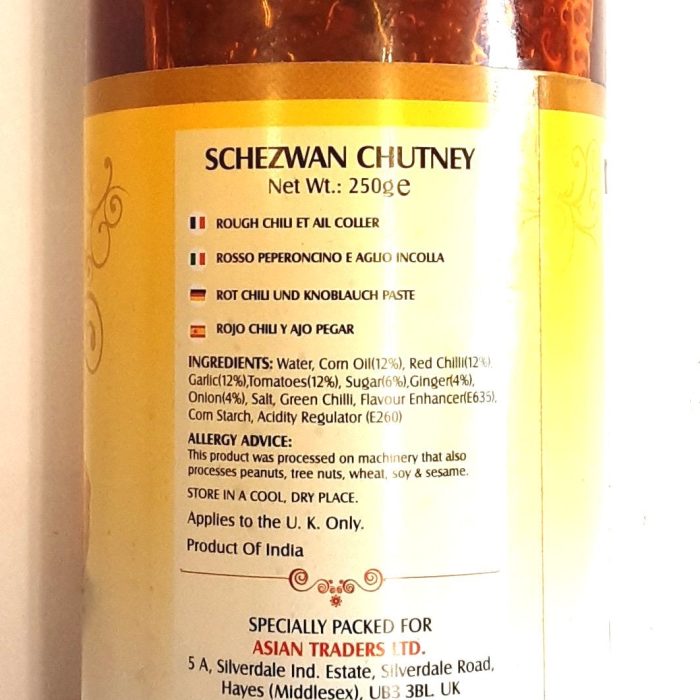 SCHEZWAN CHUTNEY
Net Wt.: 250g e
ROUGH CHILI ET AIL COLLER
ROSSO PEPERONCINO E AGLIO INCOLLA
ROT CHILI UND KNOBLAUCH PASTE
ROJO CHILI Y AJO PEGAR
INGREDIENTS: Water, Corn Oil(12%), Red Chilli(12%)
Garlic(12%),Tomatoes(12%), Sugar(6%),Ginger(4%),
Onion(4%), Salt, Green Chilli, Flavour Enhancer(E635),
Corn Starch, Acidity Regulator (E260)
ALLERGY ADVICE:
This product was processed on machinery that also
processes peanuts, tree nuts, wheat, soy & sesame.
STORE IN A COOL, DRY PLACE.
Applies to the U. K. Only.
Product Of India
SPECIALLY PACKED FOR
ASIAN TRADERS LTD.
5 A, Silverdale Ind. Estate, Silverdale Road,
Hayes (Middlesex), UB3 3BL. UK